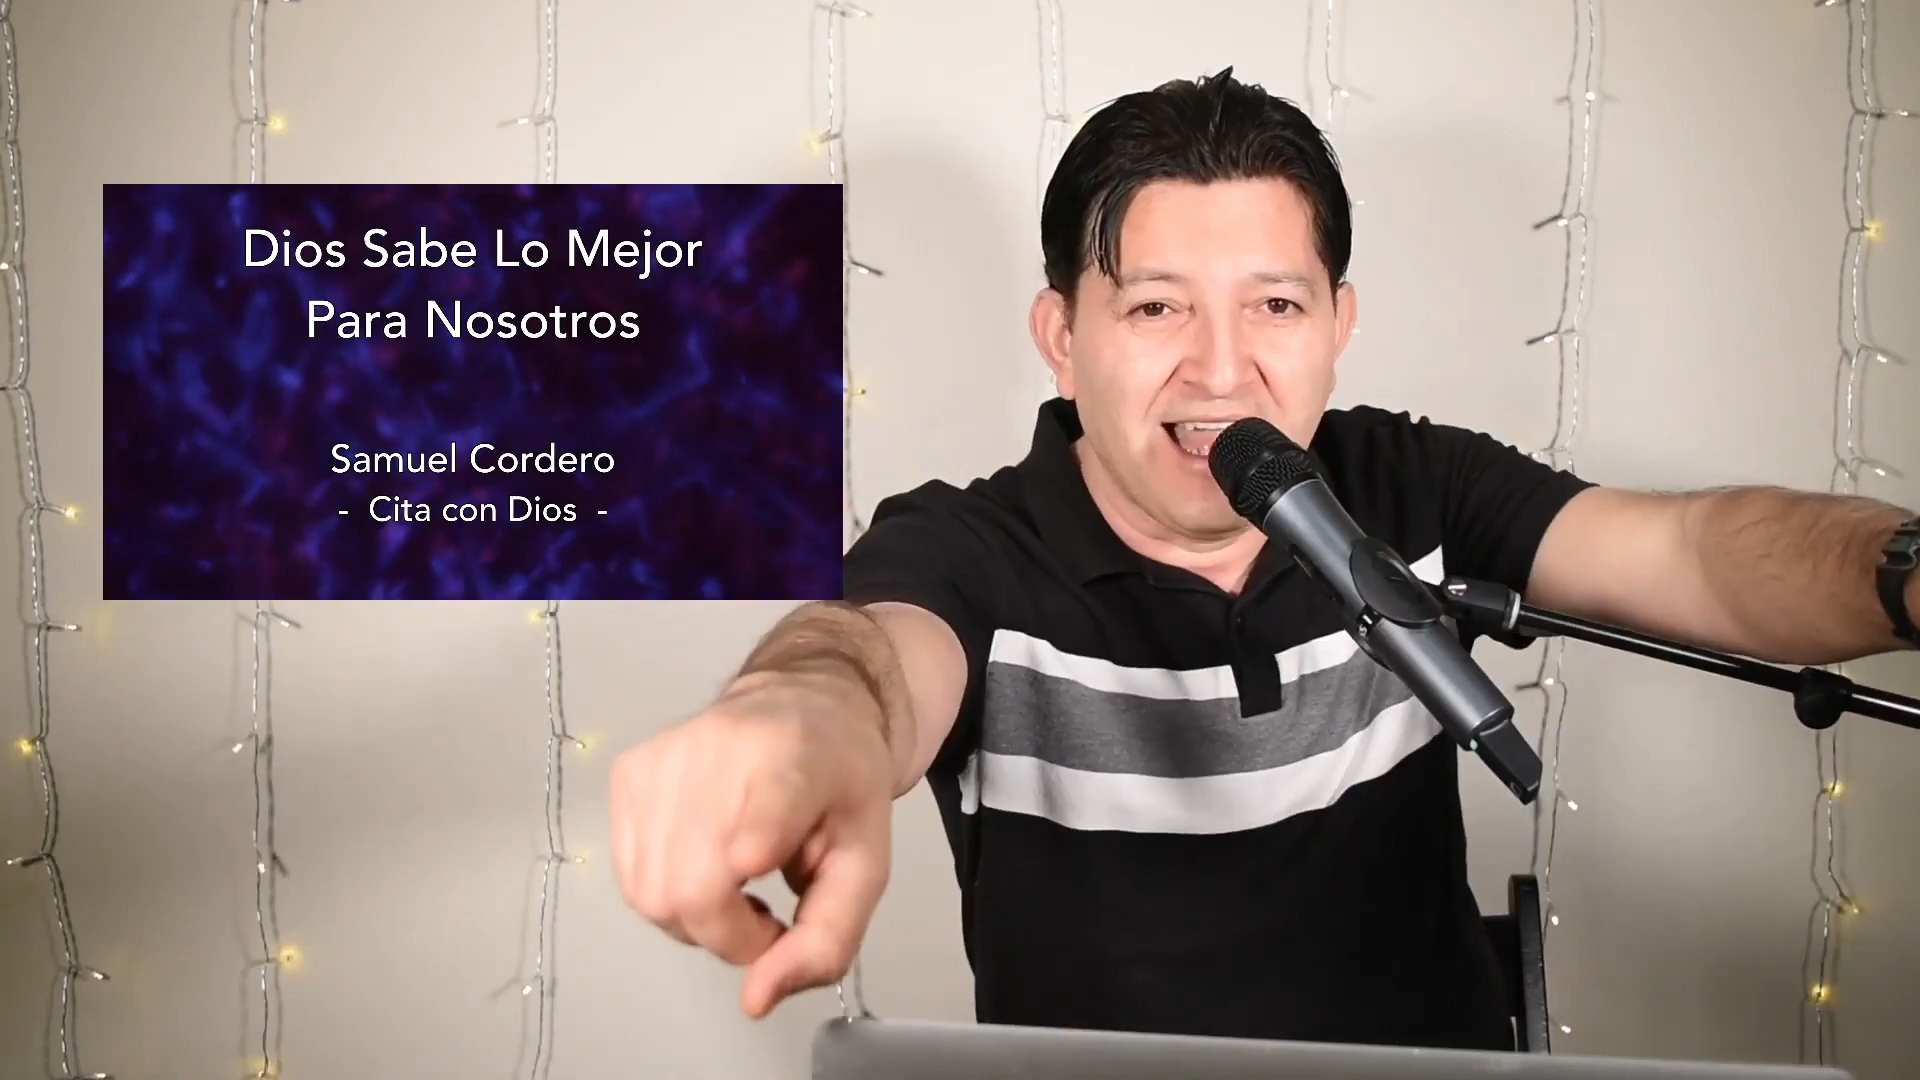 Dios Sabe Lo Mejor
Para Nosotros
Samuel Cordero
- Cita con Dios -